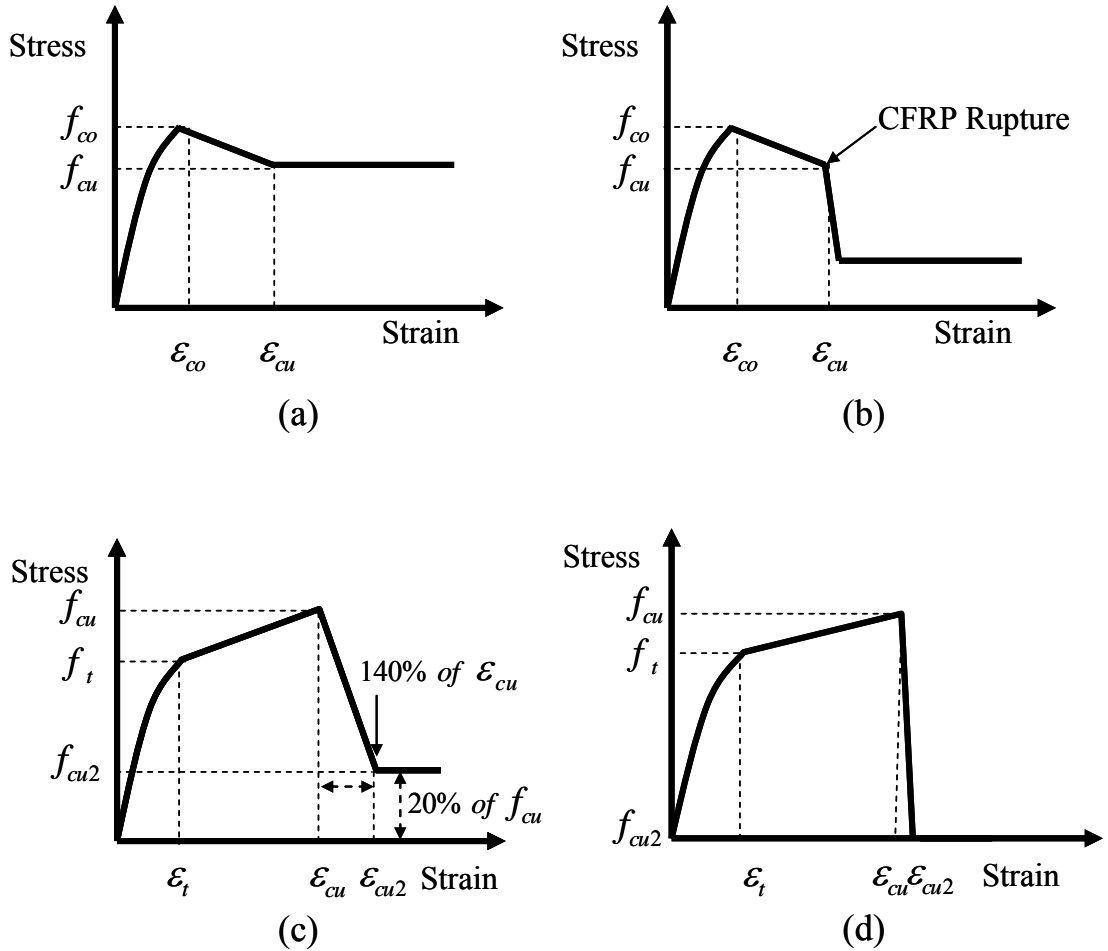 Stress
f_co
f_cu
ε_co
ε_cu
Strain
(a)
Stress
f_co
f_cu
CFRP Rupture
ε_co
ε_cu
Strain
(b)
Stress
f_cu
f_t
f_cu2
140% of ε_cu
20% of f_cu
ε_t
ε_cu
ε_cu2
Strain
(c)
Stress
f_cu
f_t
f_cu2
ε_t
ε_cu
ε_cu2
Strain
(d)